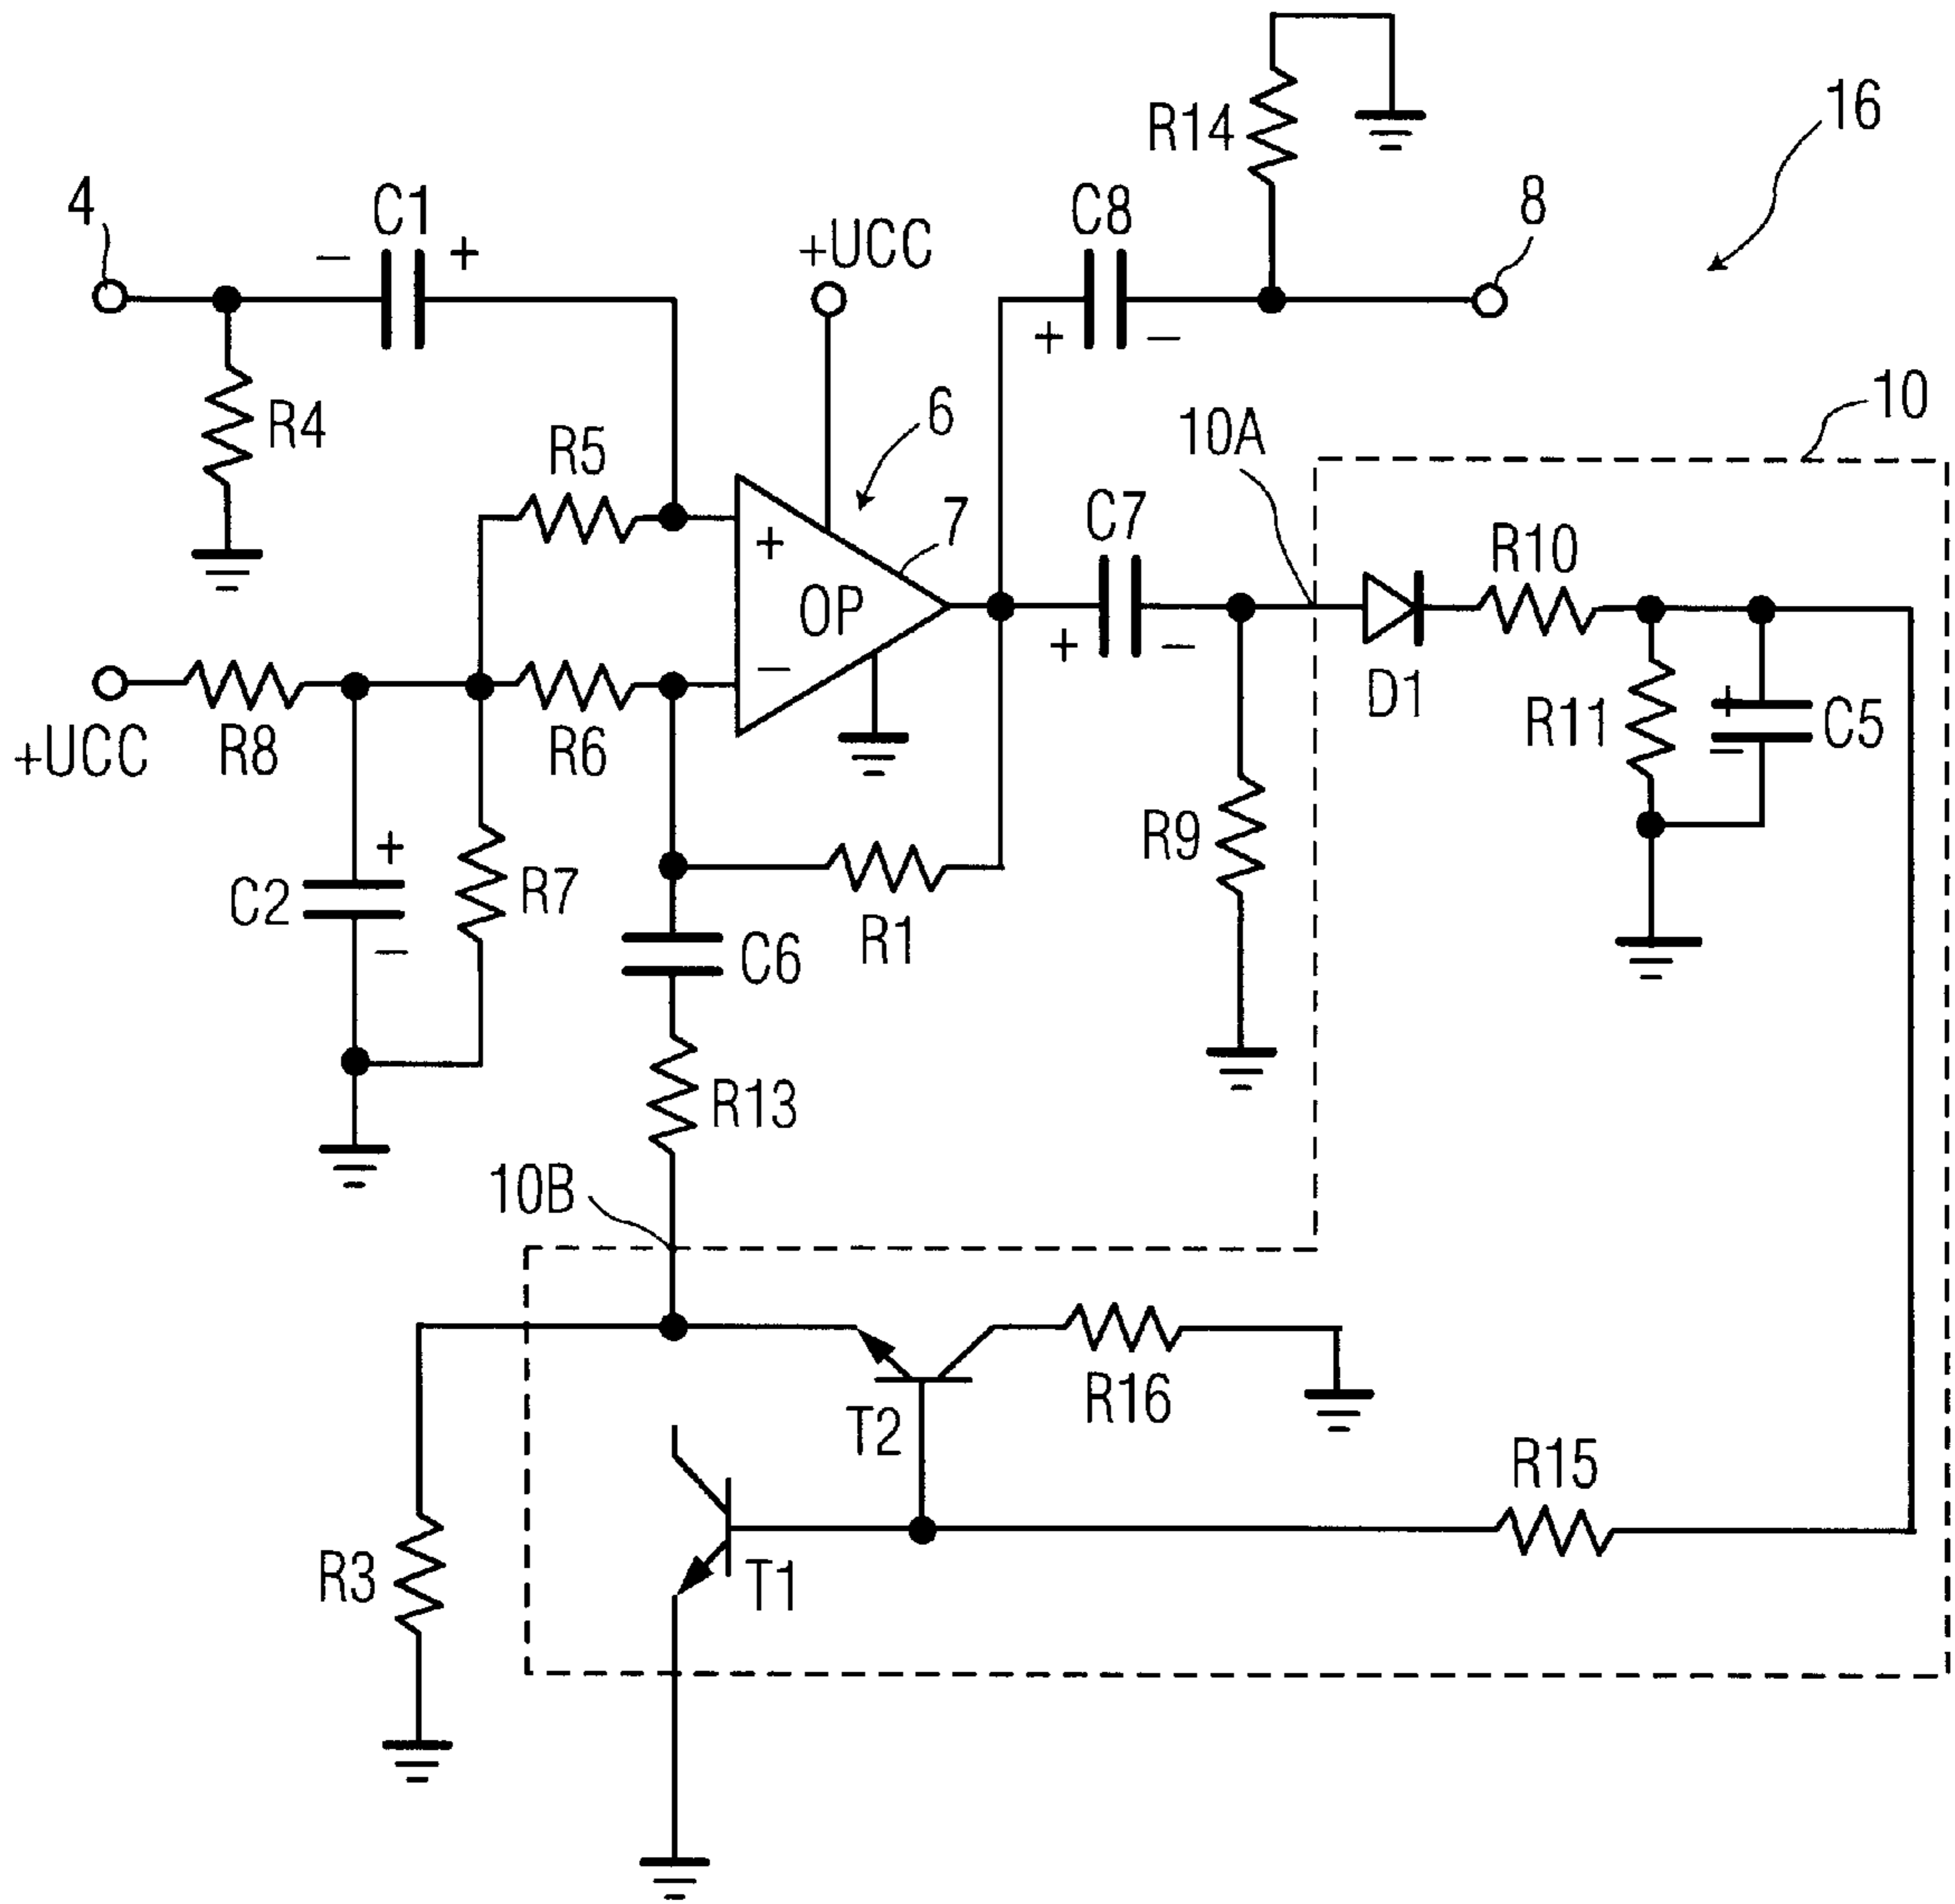 R14
16
4
C1
− +
+UCC
C8
+ −
8
R4
R5
6
7
10A
10
C7
+ −
+
OP
−
R10
D1
R11
+
−
C5
+UCC
R8
R6
R9
C2
+
−
R7
R1
C6
R13
10B
T2
R16
R15
R3
T1